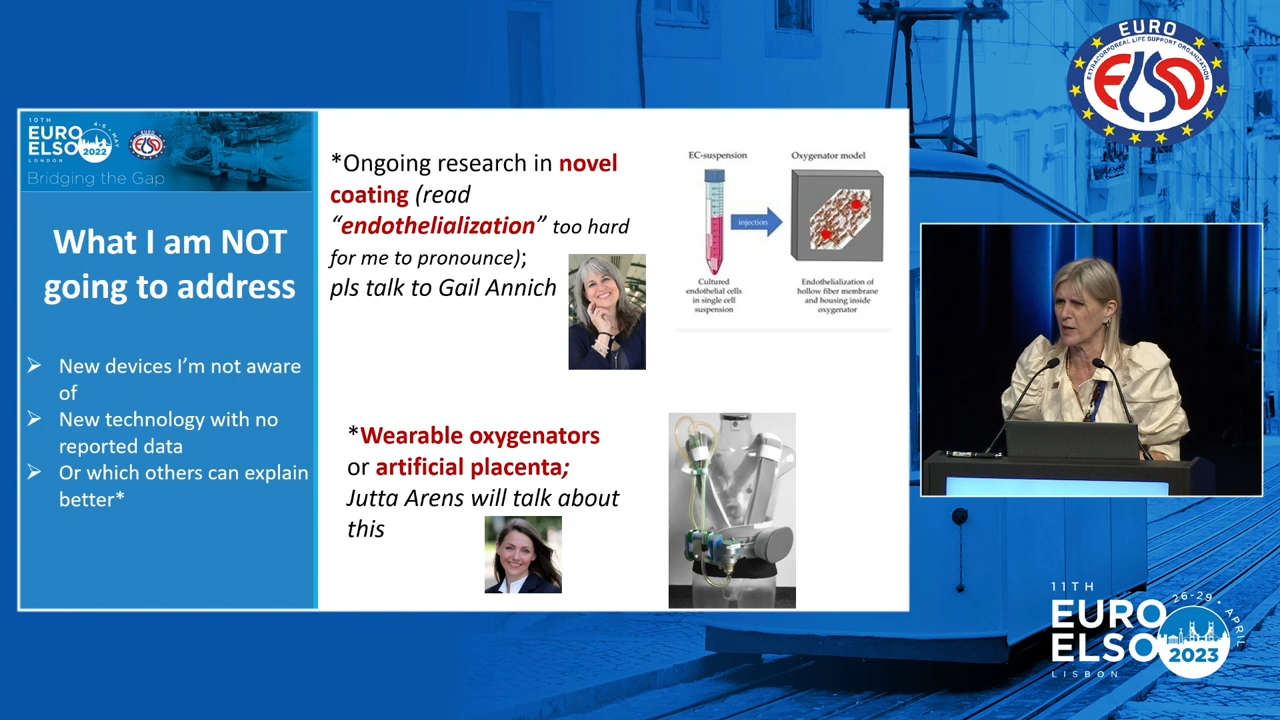 EURO
EXTRACORPOREAL LIFE SUPPORT ORGANIZATION
ELSO
10TH
EURO
ELSO
LONDON
4-6 • MAY
2022
EURO
ELSO
Bridging the Gap
What I am NOT
going to address
New devices I'm not aware
of
New technology with no
reported data
Or which others can explain
better*
*Ongoing research in novel
coating (read
“endothelialization” too hard
for me to pronounce);
pls talk to Gail Annich
EC-suspension
Oxygenator model
injection
Cultured
endothelial cells
in single cell
suspension
Endothelialization of
hollow fiber membrane
and housing inside
oxygenator
*Wearable oxygenators
or artificial placenta;
Jutta Arens will talk about
this
11TH
EURO
ELSO
LISBON
26-29 • APRIL
2023